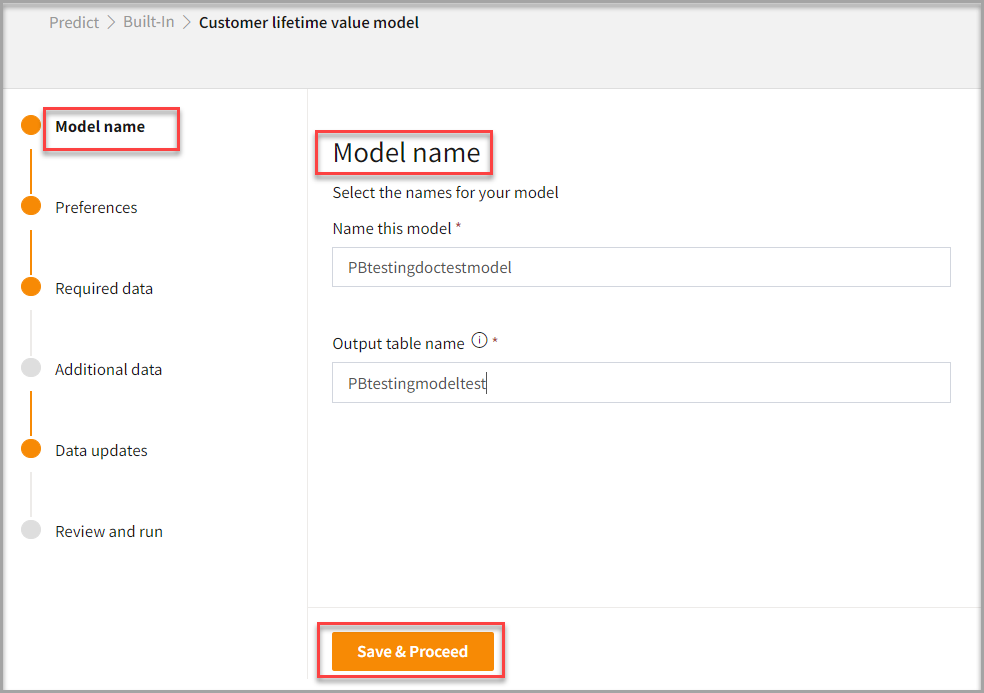 Predict > Built-In > Customer lifetime value model
Model name
Preferences
Required data
Additional data
Data updates
Review and run
Model name
Select the names for your model
Name this model *
PBtestingdoctestmodel
Output table name ⓘ *
PBtestingmodeltest
Save & Proceed